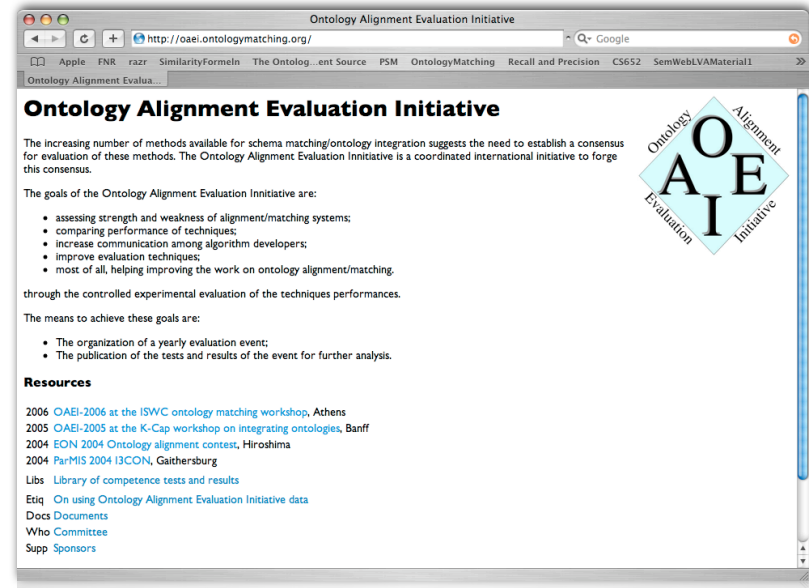 Ontology Alignment Evaluation Initiative
http://oaei.ontologymatching.org/
Google
Apple FNR razr SimilarityFormeln The Ontolog...ent Source PSM OntologyMatching Recall and Precision CS652 SemWebLVAMaterial1 »
Ontology Alignment Evalua...
Ontology Alignment Evaluation Initiative
The increasing number of methods available for schema matching/ontology integration suggests the need to establish a consensus
for evaluation of these methods. The Ontology Alignment Evaluation Innitiative is a coordinated international initiative to forge
this consensus.
The goals of the Ontology Alignment Evaluation Innitiative are:
• assessing strength and weakness of alignment/matching systems;
• comparing performance of techniques;
• increase communication among algorithm developers;
• improve evaluation techniques;
• most of all, helping improving the work on ontology alignment/matching.
through the controlled experimental evaluation of the techniques performances.
The means to achieve these goals are:
• The organization of a yearly evaluation event;
• The publication of the tests and results of the event for further analysis.
Resources
2006 OAEI-2006 at the ISWC ontology matching workshop, Athens
2005 OAEI-2005 at the K-Cap workshop on integrating ontologies, Banff
2004 EON 2004 Ontology alignment contest, Hiroshima
2004 ParMIS 2004 I3CON, Gaithersburg
Libs Library of competence tests and results
Etiq On using Ontology Alignment Evaluation Initiative data
Docs Documents
Who Committee
Supp Sponsors
Ontology Alignment
O
A E
I
Evaluation Initiative